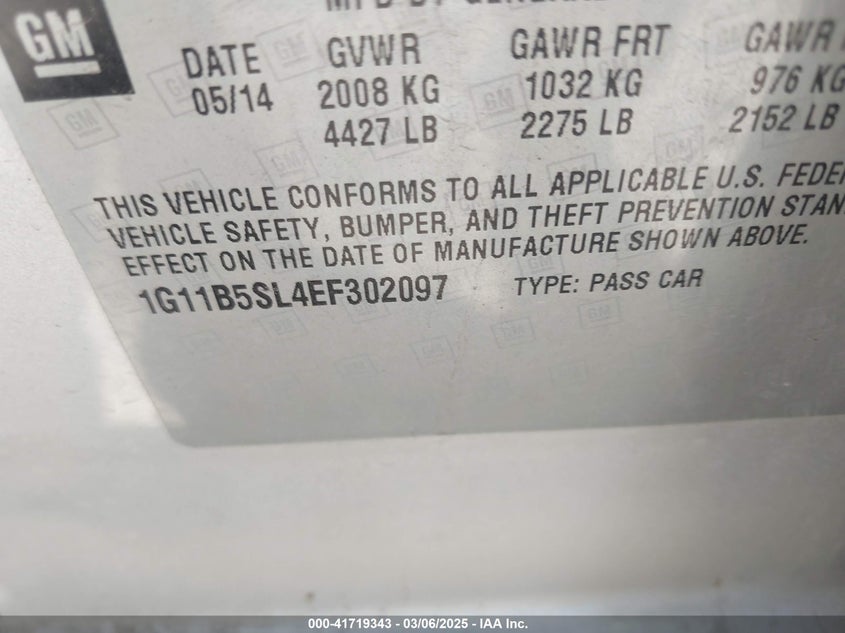 GM
DATE GVWR GAWR FRT GAWR
05/14 2008 KG 1032 KG 976 KG
4427 LB 2275 LB 2152 LB
THIS VEHICLE CONFORMS TO ALL APPLICABLE U.S. FEDE
VEHICLE SAFETY, BUMPER, AND THEFT PREVENTION STAN
EFFECT ON THE DATE OF MANUFACTURE SHOWN ABOVE.
1G11B5SL4EF302097 TYPE: PASS CAR
000-41719343 - 03/06/2025 - IAA Inc.